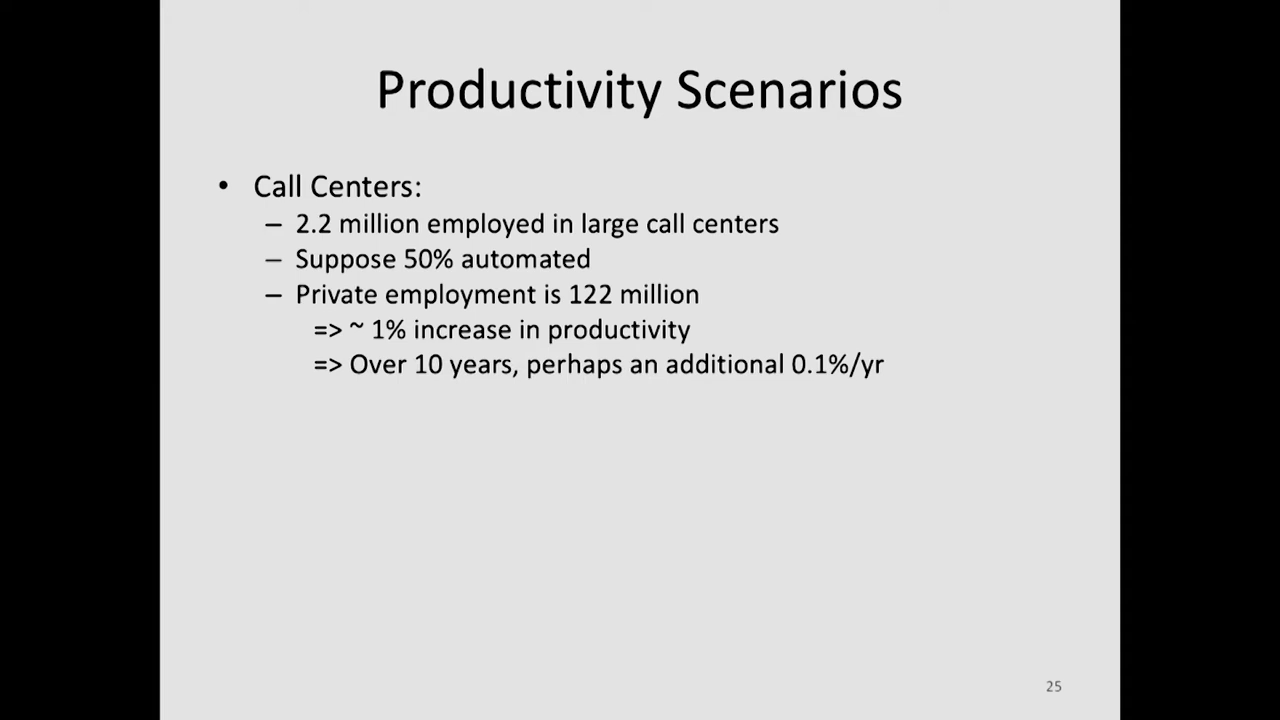 Productivity Scenarios
• Call Centers:
– 2.2 million employed in large call centers
– Suppose 50% automated
– Private employment is 122 million
=> ~ 1% increase in productivity
=> Over 10 years, perhaps an additional 0.1%/yr
25